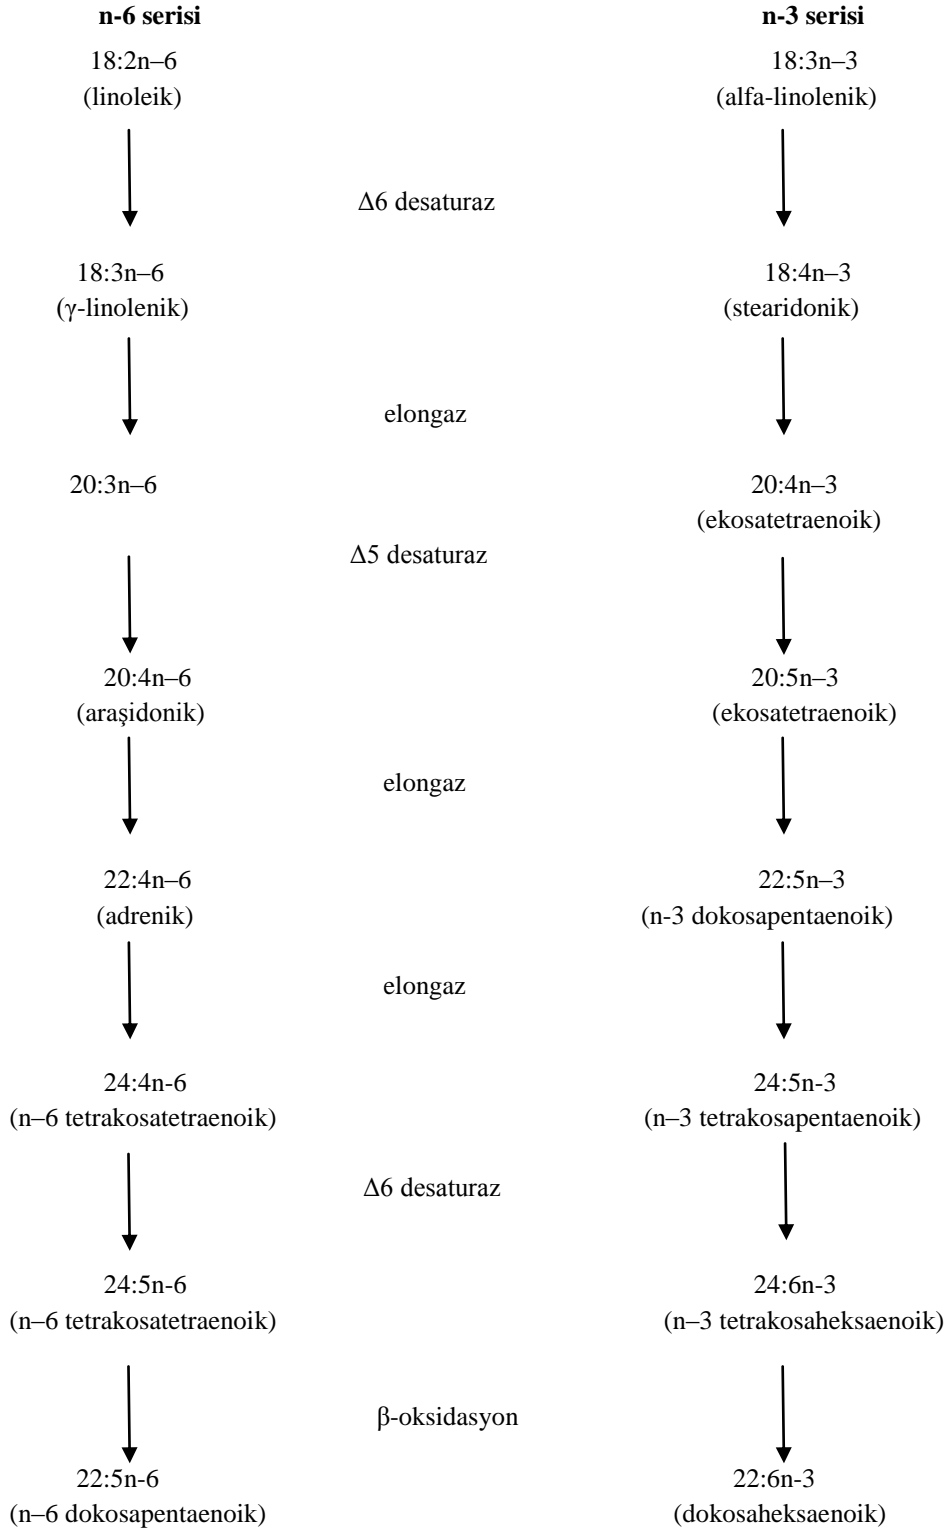 n-6 serisi
n-3 serisi
18:2n–6
18:3n–3
(linoleik)
(alfa-linolenik)
Δ6 desaturaz
18:3n–6
18:4n–3
(γ-linolenik)
(stearidonik)
elongaz
20:3n–6
20:4n–3
(ekosatetraenoik)
Δ5 desaturaz
20:4n–6
20:5n–3
(araşidonik)
(ekosatetraenoik)
elongaz
22:4n–6
22:5n–3
(adrenik)
(n-3 dokosapentaenoik)
elongaz
24:4n-6
24:5n-3
(n–6 tetrakosatetraenoik)
(n–3 tetrakosapentaenoik)
Δ6 desaturaz
24:5n-6
24:6n-3
(n–6 tetrakosatetraenoik)
(n–3 tetrakosaheksaenoik)
β-oksidasyon
22:5n-6
22:6n-3
(n–6 dokosapentaenoik)
(dokosaheksaenoik)